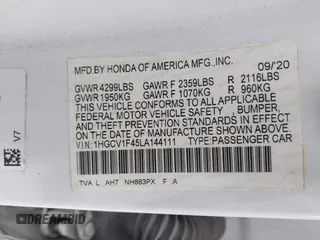 MFD BY HONDA OF AMERICA MFG.,INC. 09/'20
GVWR 4299LBS GAWR F 2359LBS R 2116LBS
GVWR 1950KG GAWR F 1070KG R 960KG
THIS VEHICLE CONFORMS TO ALL APPLICABLE
FEDERAL MOTOR VEHICLE SAFETY, BUMPER,
AND THEFT PREVENTION STANDARDS IN EFFECT
ON THE DATE OF MANUFACTURE SHOWN ABOVE.
VIN:1HGCV1F45LA144111 TYPE:PASSENGER CAR
TVA L AH7 NH883PX F A
V7
DREAMBID